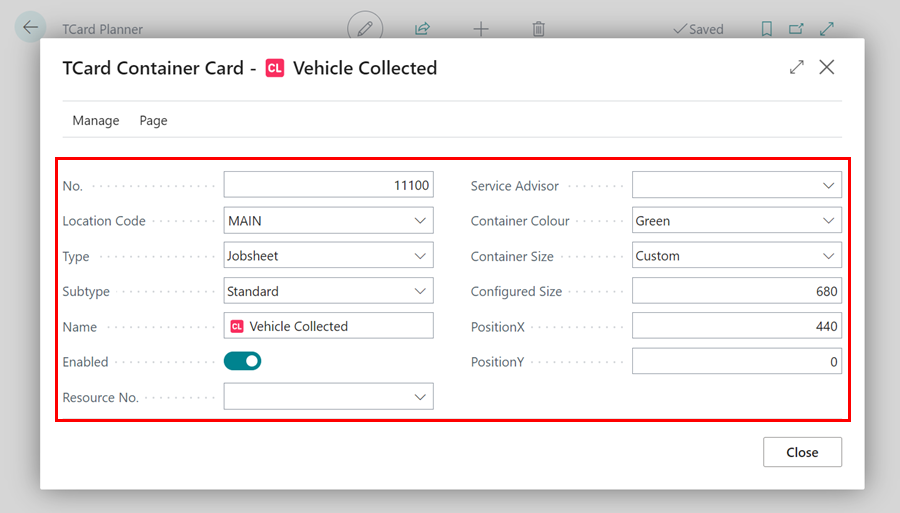 TCard Planner
Saved
TCard Container Card - CL Vehicle Collected
Manage Page
No. 11100
Location Code MAIN
Type Jobsheet
Subtype Standard
Name CL Vehicle Collected
Enabled
Resource No.
Service Advisor
Container Colour Green
Container Size Custom
Configured Size 680
PositionX 440
PositionY 0
Close